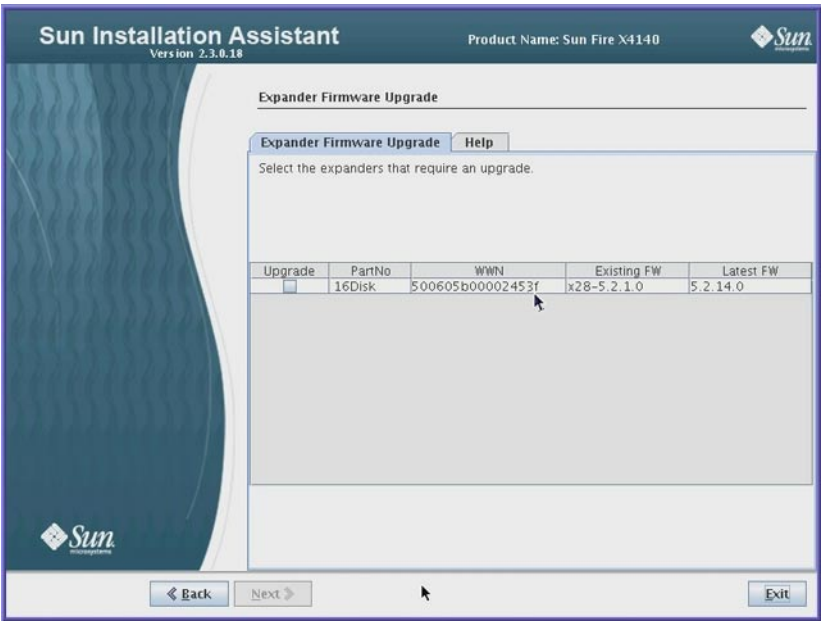 Sun Installation Assistant
Version 2.3.0.18
Product Name: Sun Fire X4140
Sun
microsystems
Expander Firmware Upgrade
Expander Firmware Upgrade Help
Select the expanders that require an upgrade.
Upgrade PartNo WWN Existing FW Latest FW
16Disk 500605b00002453f x28-5.2.1.0 5.2.14.0
Sun
microsystems
Back Next Exit